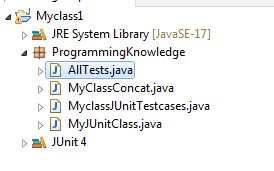 Myclass1
JRE System Library [JavaSE-17]
ProgrammingKnowledge
AllTests.java
MyClassConcat.java
MyclassJUnitTestcases.java
MyJUnitClass.java
JUnit 4